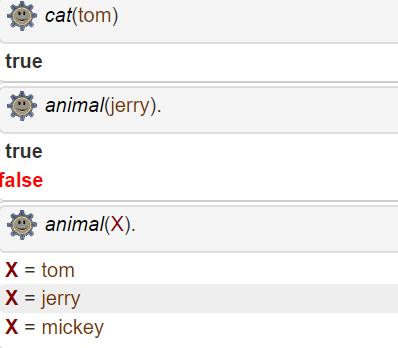 cat(tom)
true
animal(jerry).
true
false
animal(X).
X = tom
X = jerry
X = mickey